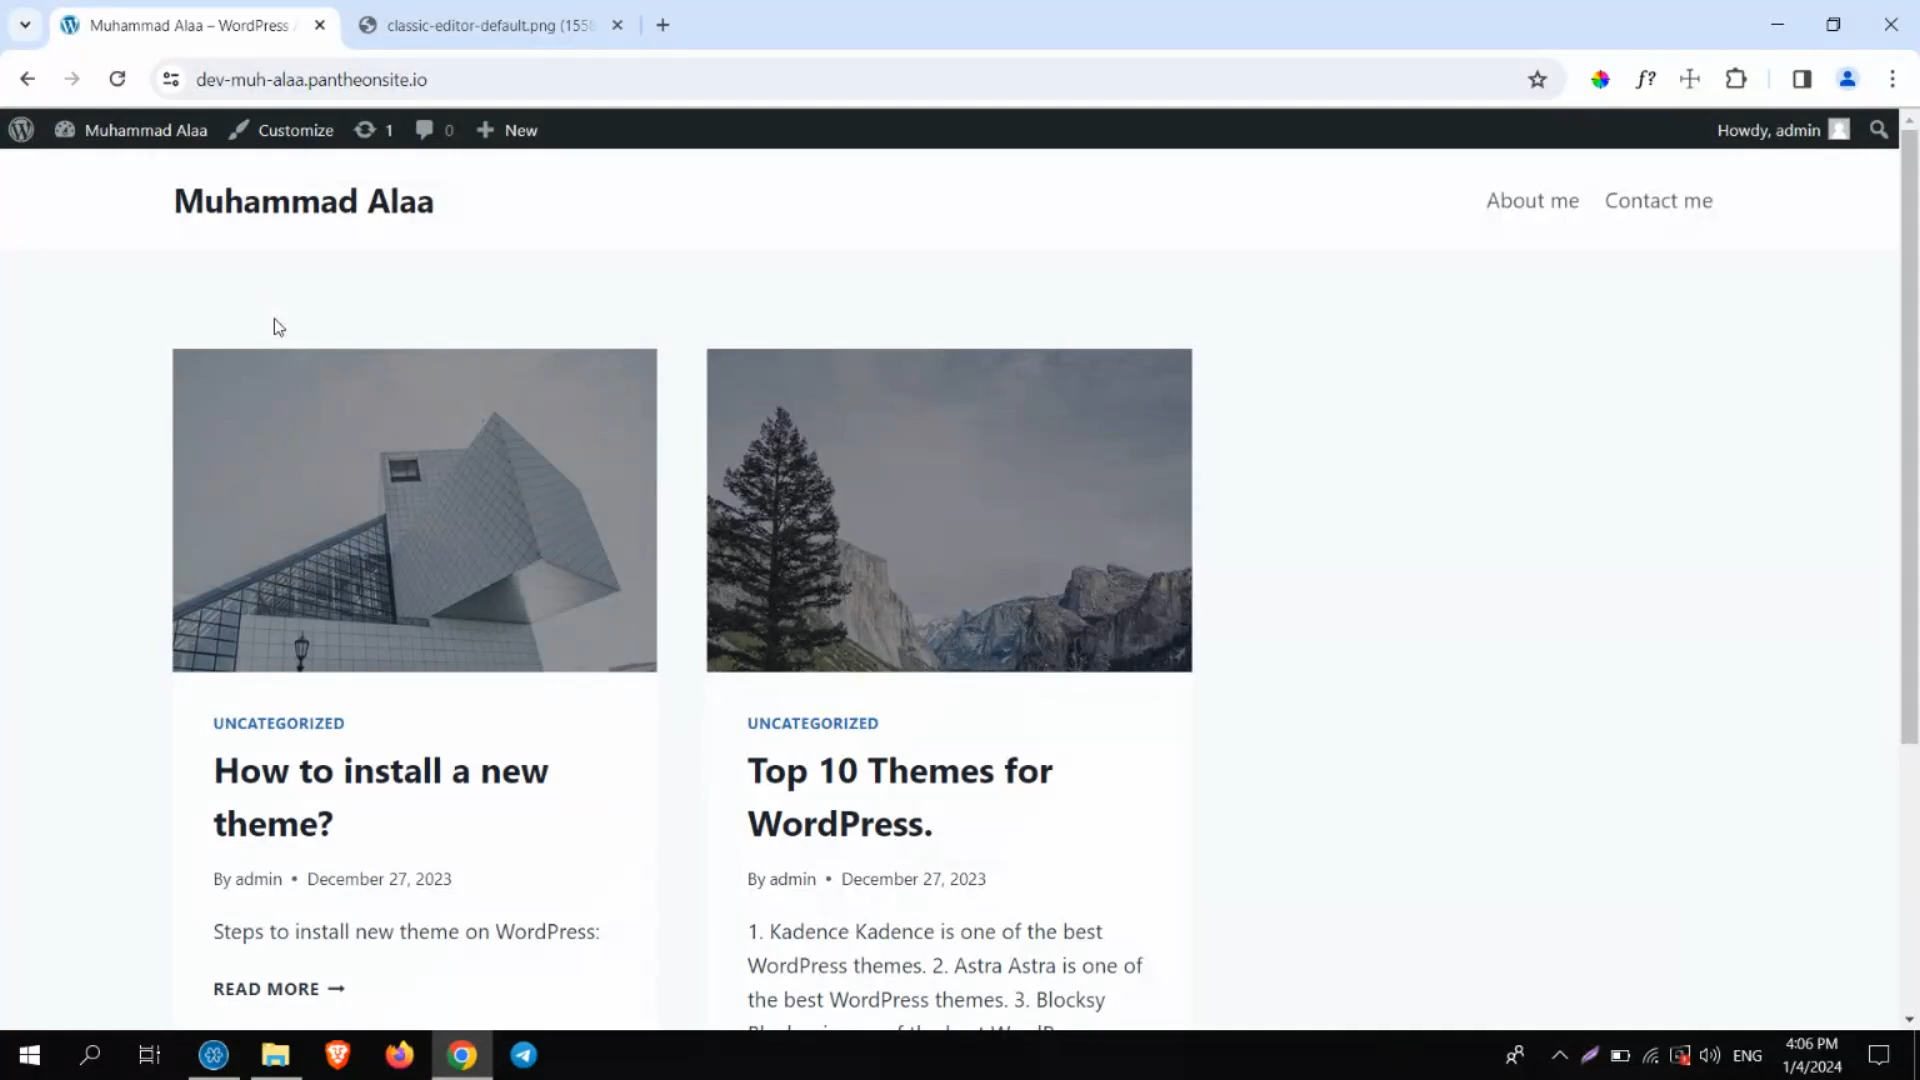 Muhammad Alaa – WordPress
classic-editor-default.png (155
dev-muh-alaa.pantheonsite.io
f?
Muhammad Alaa
Customize
1
0
New
Howdy, admin
Muhammad Alaa
About me
Contact me
UNCATEGORIZED
How to install a new
theme?
By admin • December 27, 2023
Steps to install new theme on WordPress:
READ MORE →
UNCATEGORIZED
Top 10 Themes for
WordPress.
By admin • December 27, 2023
1. Kadence Kadence is one of the best
WordPress themes. 2. Astra Astra is one of
the best WordPress themes. 3. Blocksy
ENG
4:06 PM
1/4/2024